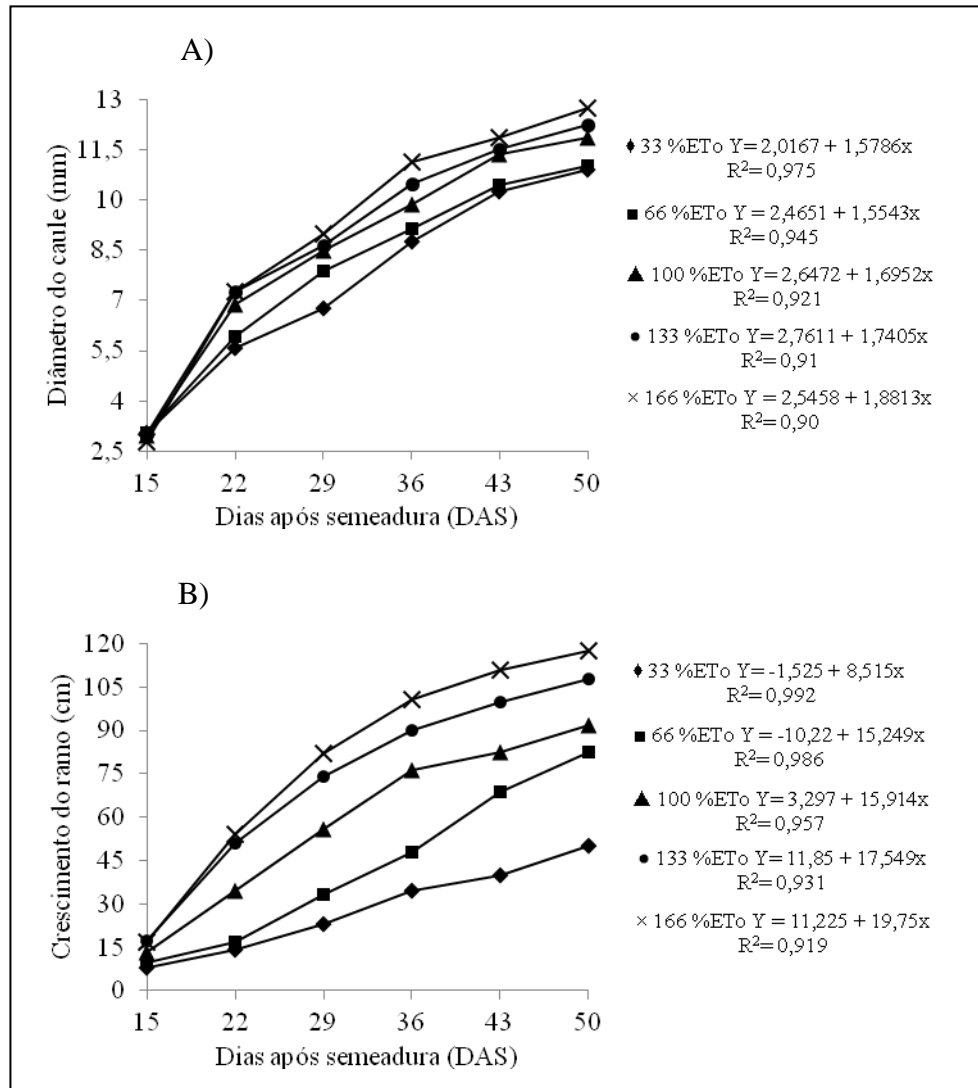 A)
13
11,5
10
8,5
7
5,5
4
2,5
Diâmetro do caule (mm)
15 22 29 36 43 50
Dias após semeadura (DAS)
33 %ETo Y= 2,0167 + 1,5786x
R²= 0,975
66 %ETo Y = 2,4651 + 1,5543x
R²= 0,945
100 %ETo Y = 2,6472 + 1,6952x
R²= 0,921
133 %ETo Y = 2,7611 + 1,7405x
R²= 0,91
166 %ETo Y = 2,5458 + 1,8813x
R²= 0,90
B)
120
105
90
75
60
45
30
15
0
Crescimento do ramo (cm)
15 22 29 36 43 50
Dias após semeadura (DAS)
33 %ETo Y= -1,525 + 8,515x
R²= 0,992
66 %ETo Y= -10,22 + 15,249x
R²= 0,986
100 %ETo Y= 3,297 + 15,914x
R²= 0,957
133 %ETo Y= 11,85 + 17,549x
R²= 0,931
166 %ETo Y= 11,225 + 19,75x
R²= 0,919